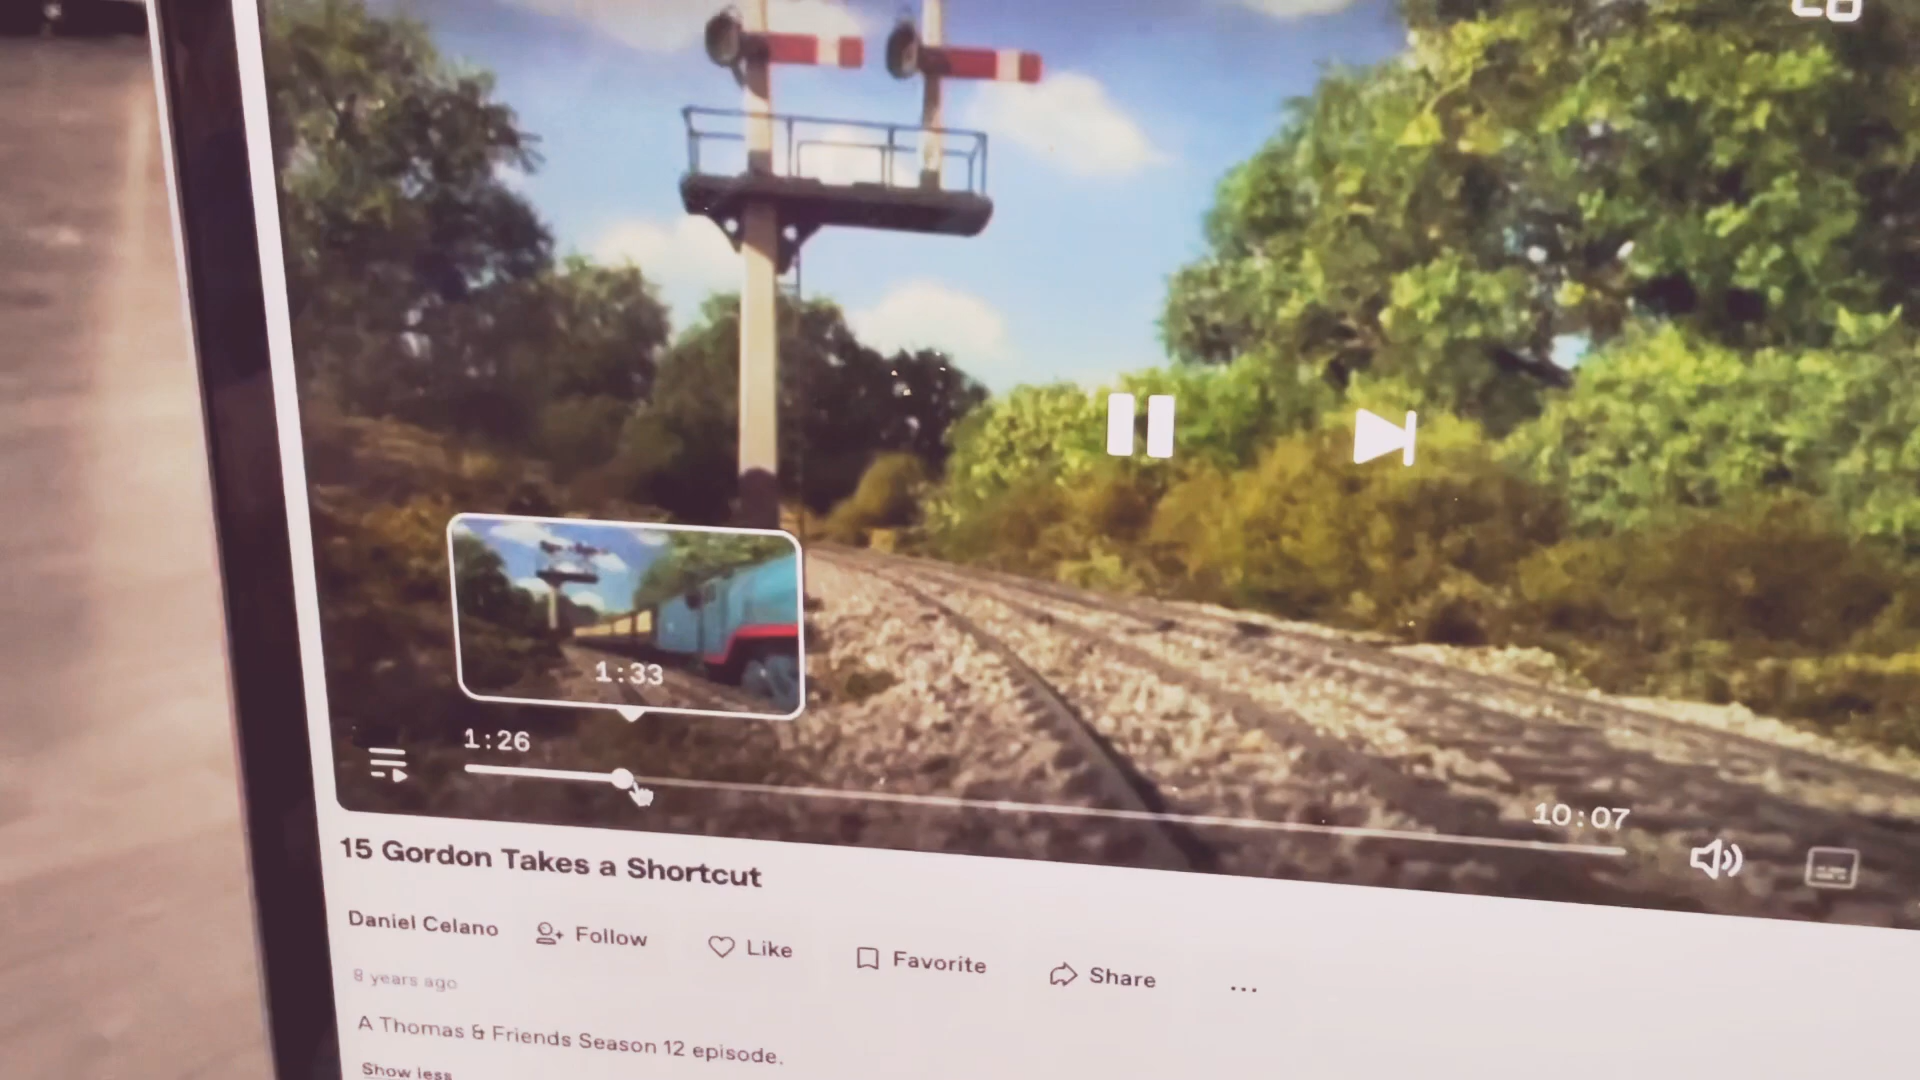 1:33
1:26
10:07
15 Gordon Takes a Shortcut
Daniel Celano Follow Like Favorite Share ...
8 years ago
A Thomas & Friends Season 12 episode.
Show less